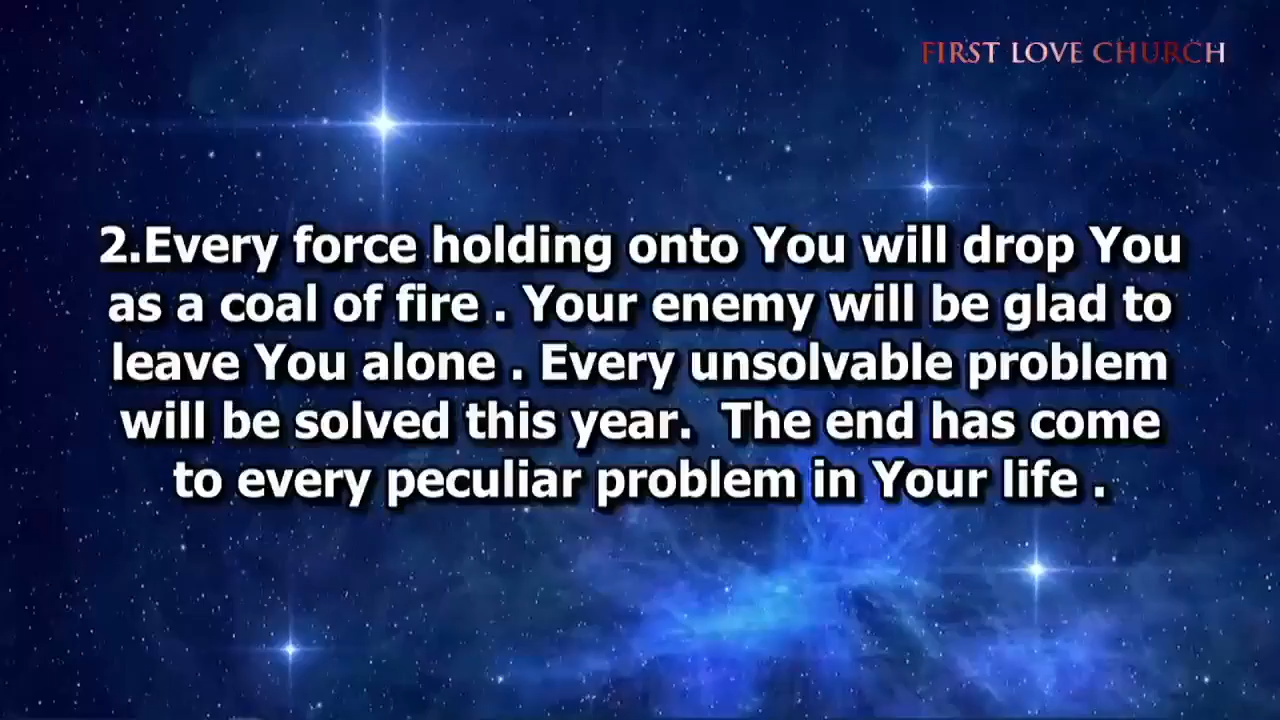 FIRST LOVE CHURCH
2.Every force holding onto You will drop You
as a coal of fire . Your enemy will be glad to
leave You alone . Every unsolvable problem
will be solved this year.  The end has come
to every peculiar problem in Your life .